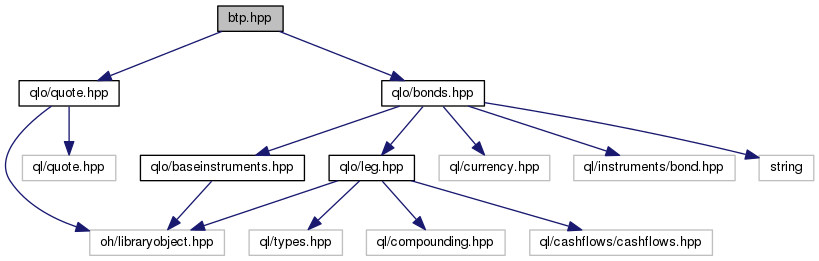 btp.hpp
qlo/quote.hpp
qlo/bonds.hpp
ql/quote.hpp
qlo/baseinstruments.hpp
qlo/leg.hpp
ql/currency.hpp
ql/instruments/bond.hpp
string
oh/libraryobject.hpp
ql/types.hpp
ql/compounding.hpp
ql/cashflows/cashflows.hpp